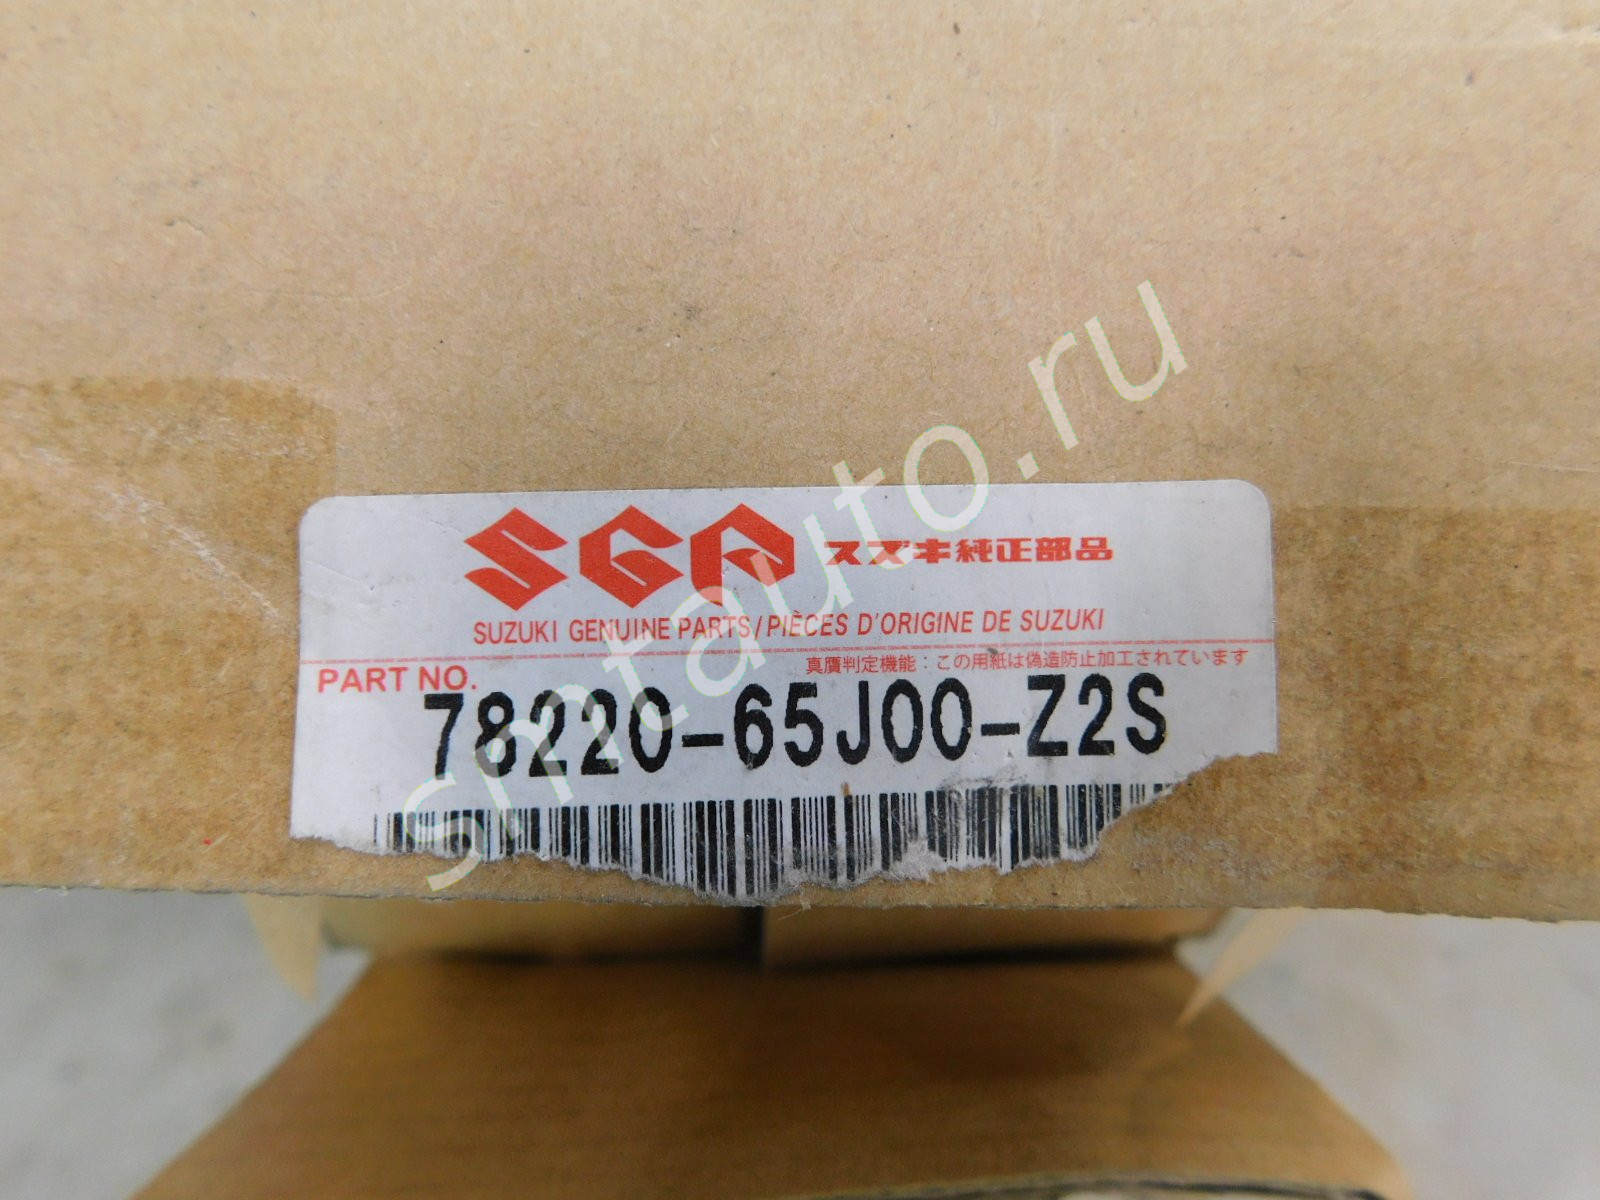 SGP スズキ純正部品
SUZUKI GENUINE PARTS/PIÈCES D'ORIGINE DE SUZUKI
真贋判定機能：この用紙は偽造防止加工されています
PART NO.
78220-65J00-Z2S
smtauto.ru